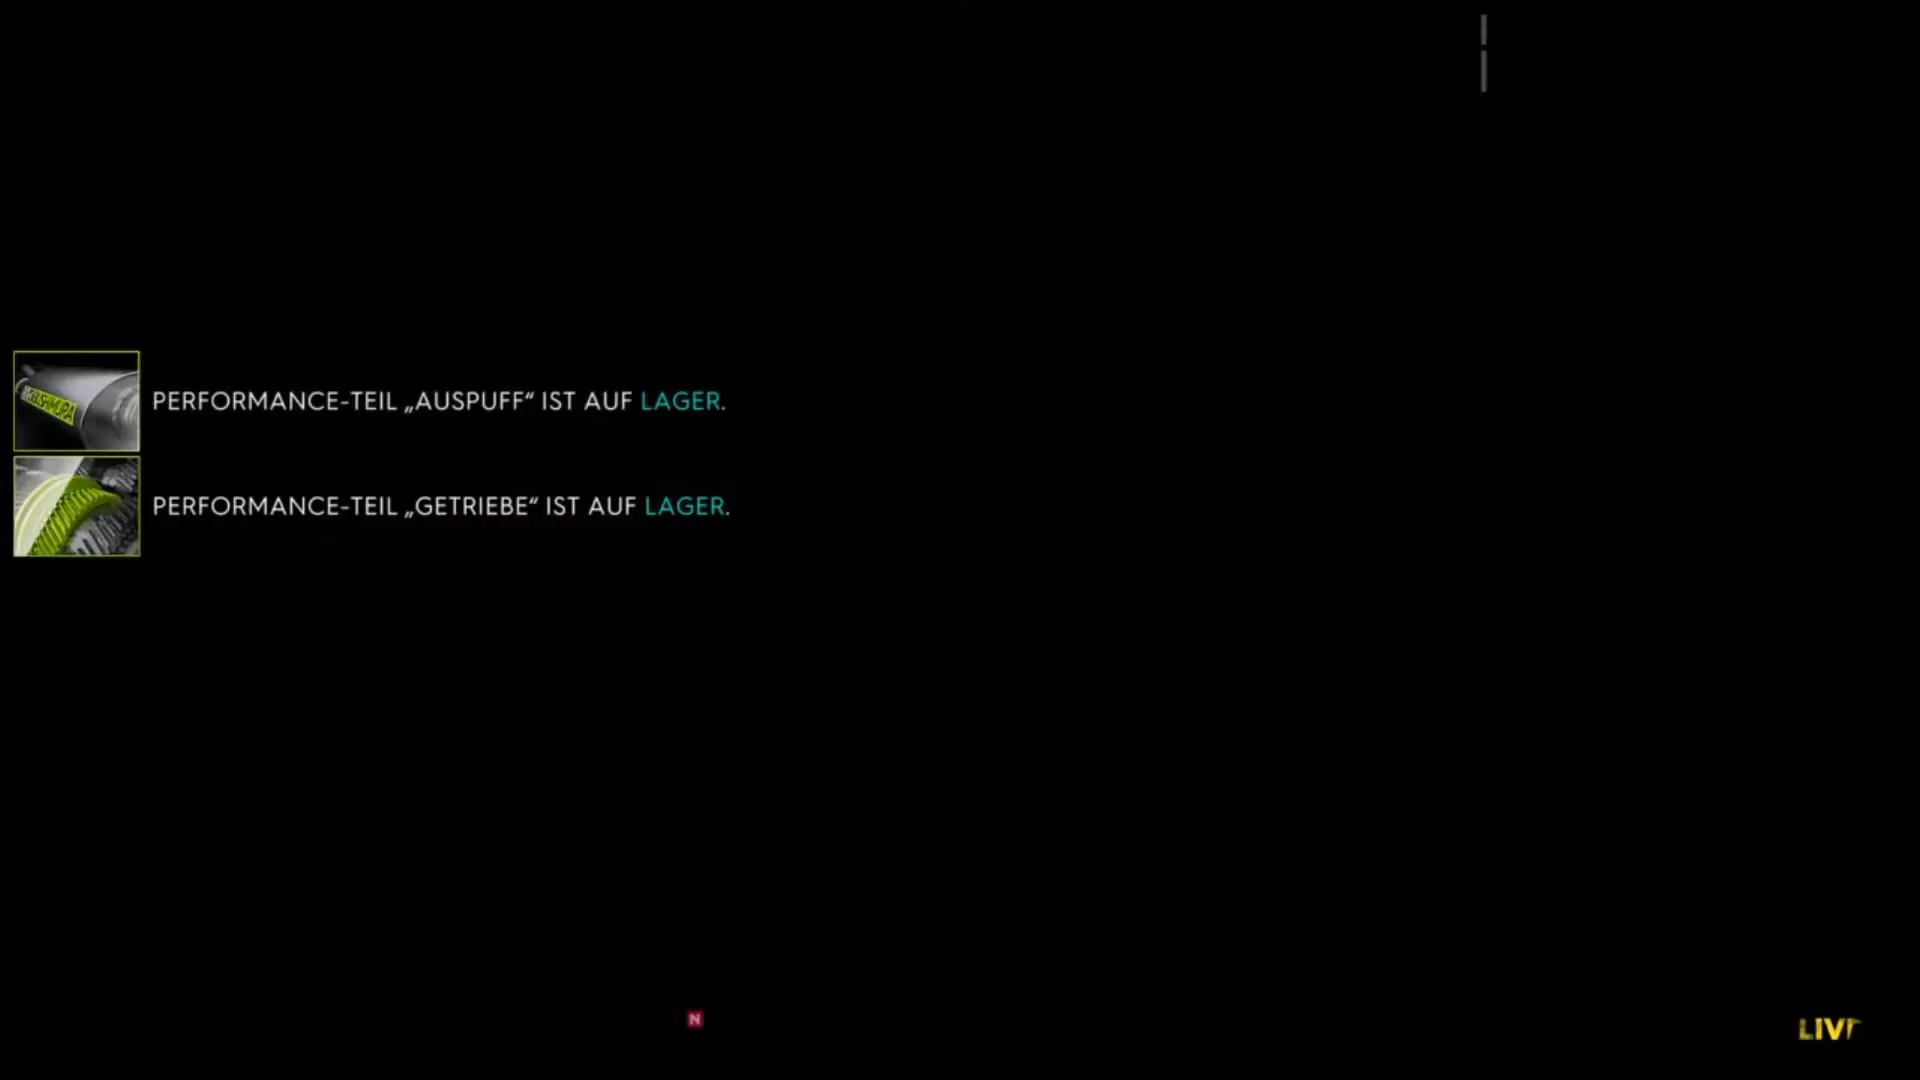 PERFORMANCE-TEIL „AUSPUFF“ IST AUF LAGER.
PERFORMANCE-TEIL „GETRIEBE“ IST AUF LAGER.
N